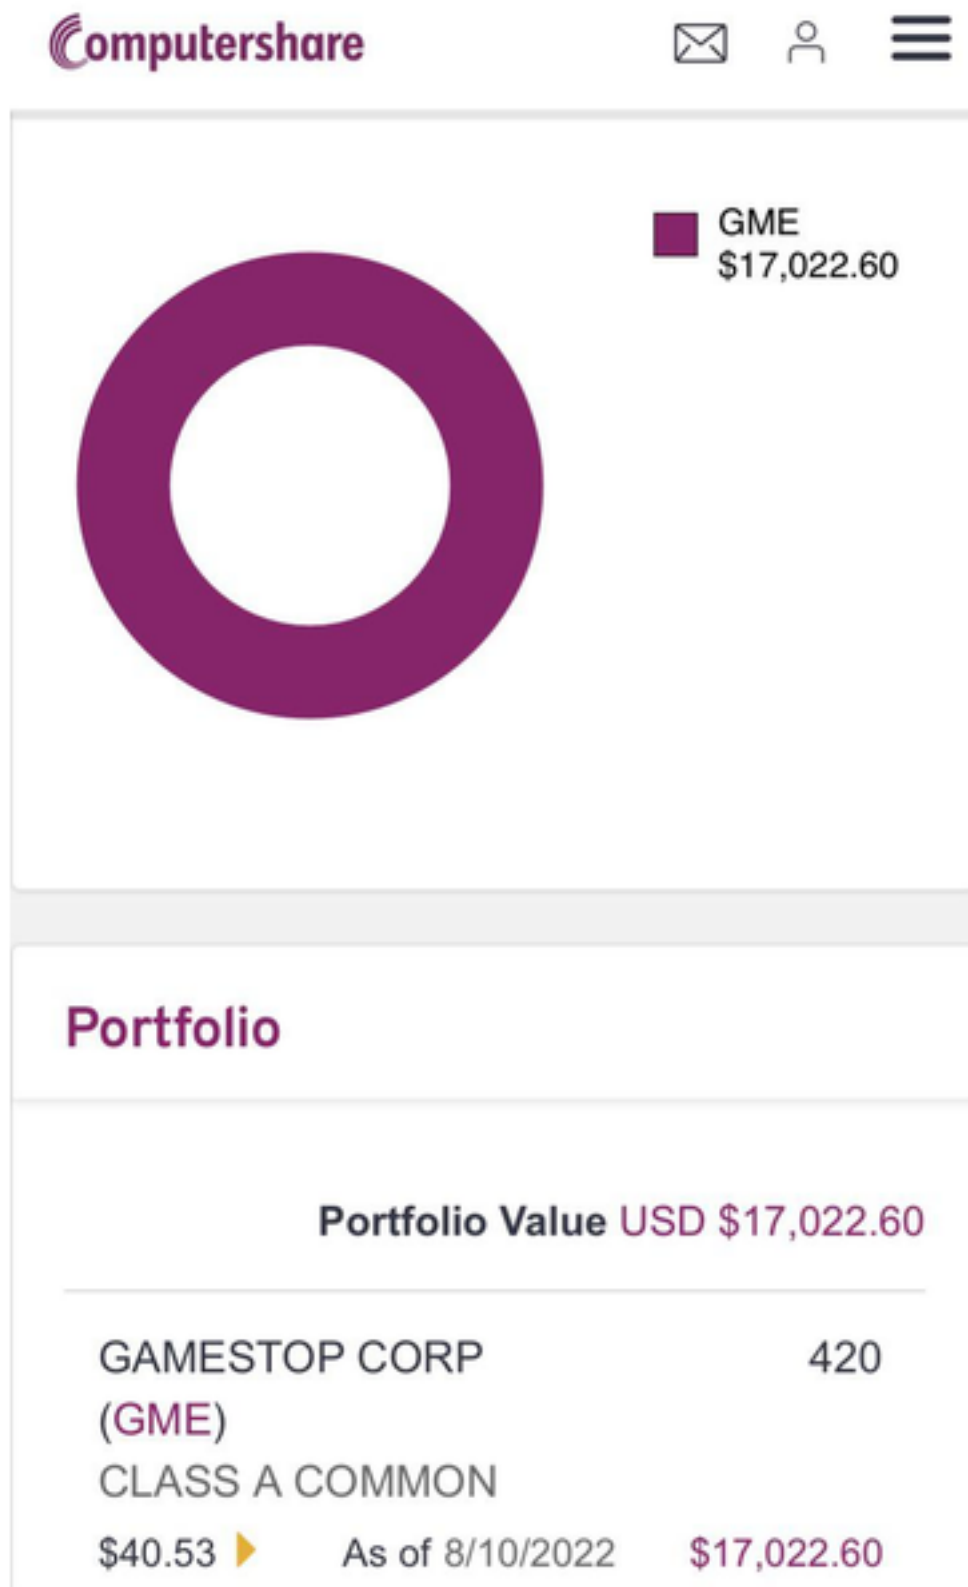 Computershare
GME
$17,022.60
Portfolio
Portfolio Value USD $17,022.60
GAMESTOP CORP 420
(GME)
CLASS A COMMON
$40.53 As of 8/10/2022 $17,022.60